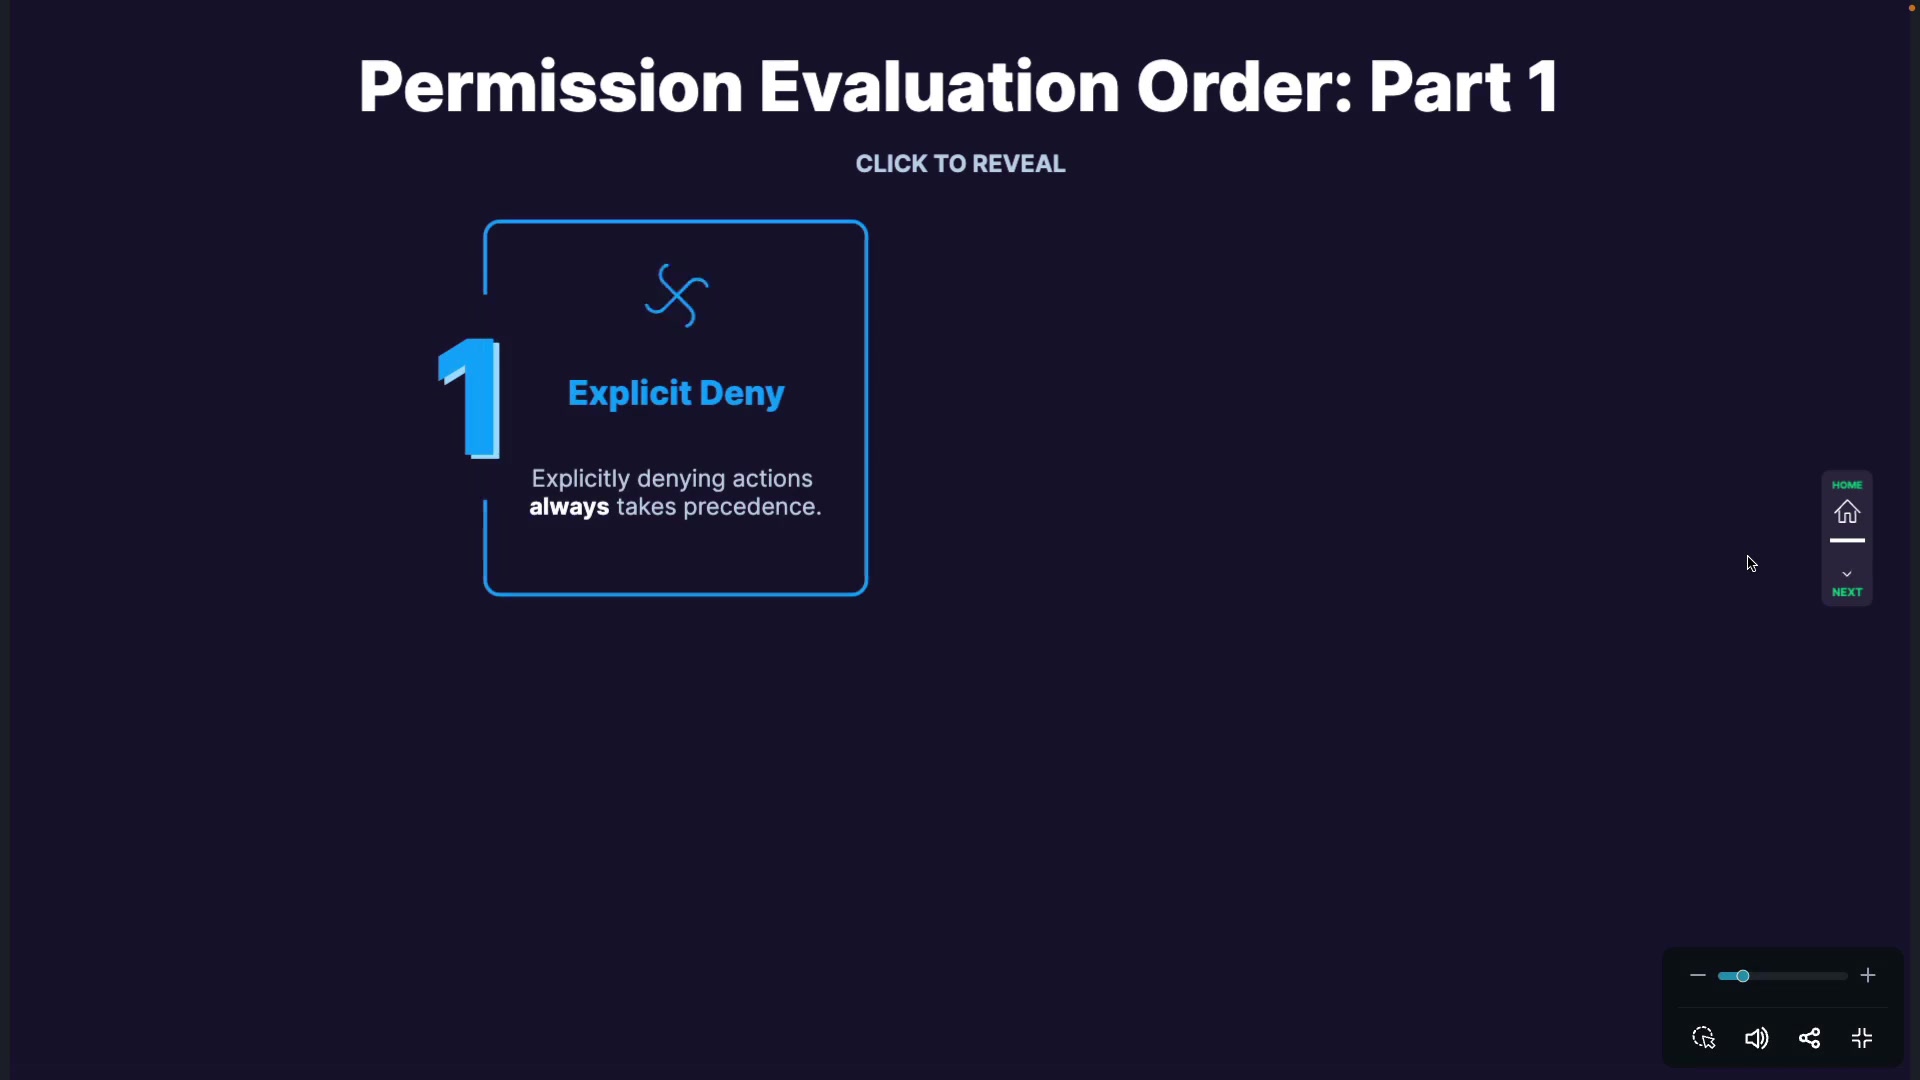 Permission Evaluation Order: Part 1
CLICK TO REVEAL
1
Explicit Deny
Explicitly denying actions
always takes precedence.
HOME
NEXT